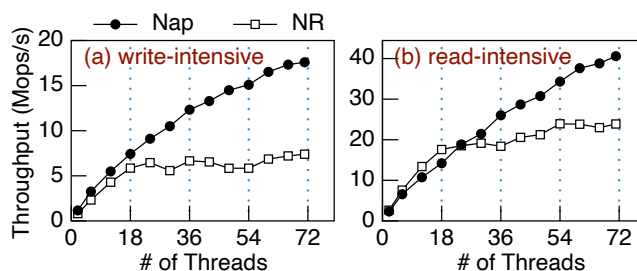 Nap NR
Throughput (Mops/s)
20
15
10
5
0
(a) write-intensive
0 18 36 54 72
# of Threads
40
30
20
10
0
(b) read-intensive
0 18 36 54 72
# of Threads